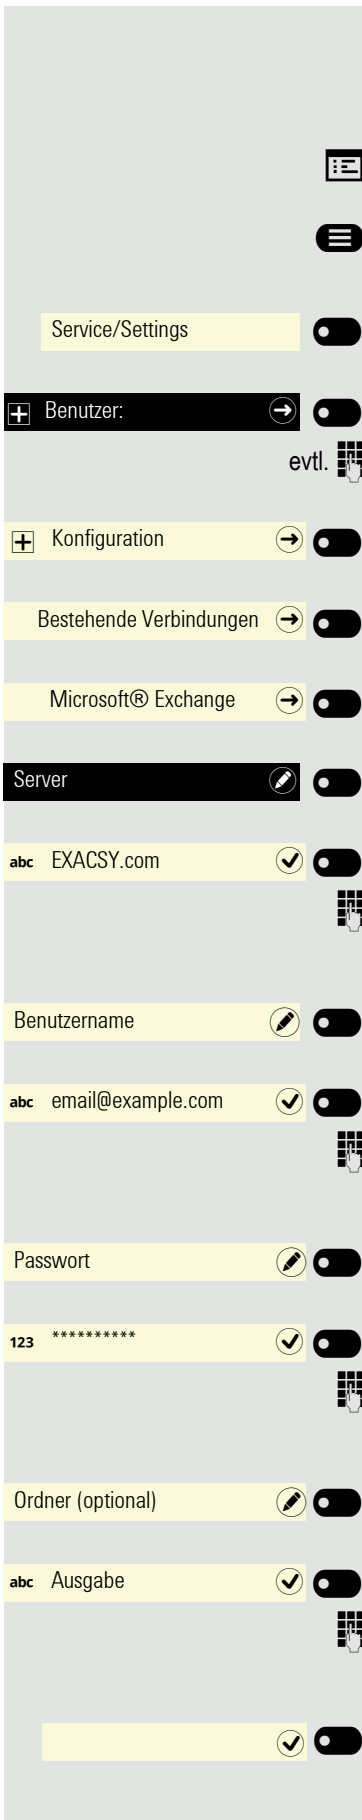 Service/Settings
Benutzer:
evtl.
Konfiguration
Bestehende Verbindungen
Microsoft® Exchange
Server
abc EXACSY.com
Benutzername
abc email@example.com
Passwort
123 **********
Ordner (optional)
abc Ausgabe